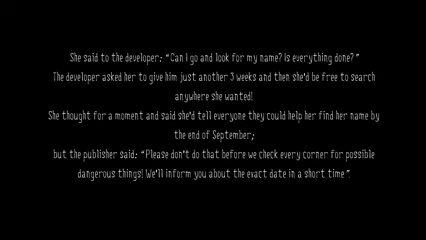 She said to the developer: "Can I go and look for my name? is everything done?"
The developer asked her to give him just another 3 weeks and then she'd be free to search
anywhere she wanted!
She thought for a moment and said she'd tell everyone they could help her find her name by
the end of September;
but the publisher said: "Please don't do that before we check every corner for possible
dangerous things! We'll inform you about the exact date in a short time".